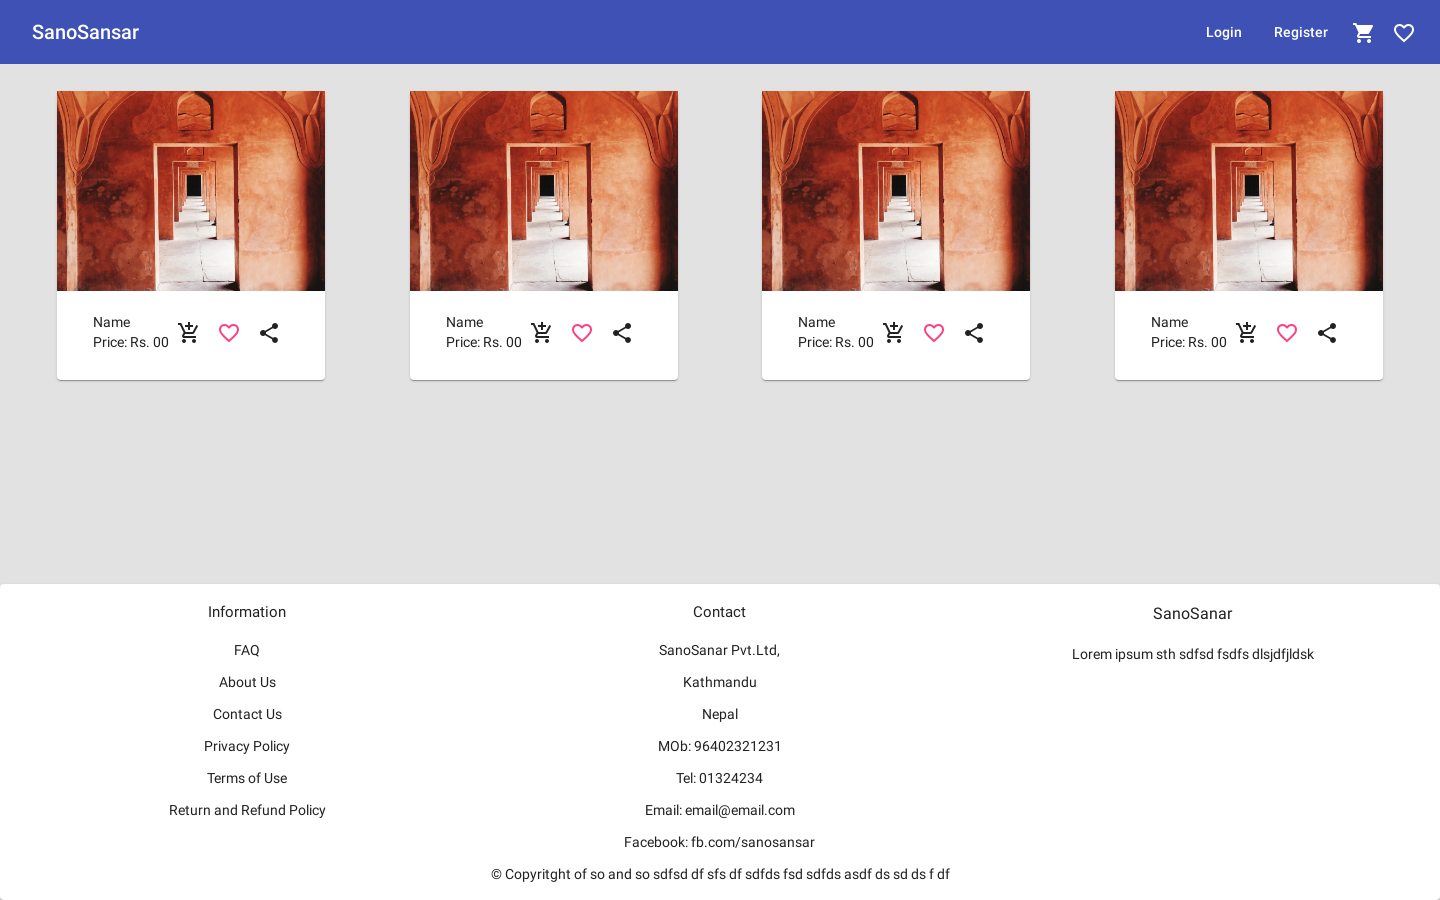 SanoSansar
Login
Register
Name
Price: Rs. 00
Name
Price: Rs. 00
Name
Price: Rs. 00
Name
Price: Rs. 00
Information
FAQ
About Us
Contact Us
Privacy Policy
Terms of Use
Return and Refund Policy
Contact
SanoSanar Pvt.Ltd,
Kathmandu
Nepal
MOb: 96402321231
Tel: 01324234
Email: email@email.com
Facebook: fb.com/sanosansar
SanoSanar
Lorem ipsum sth sdfsd fsdfs dlsjdfjldsk
© Copyritght of so and so sdfsd df sfs df sdfds fsd sdfds asdf ds sd ds f df